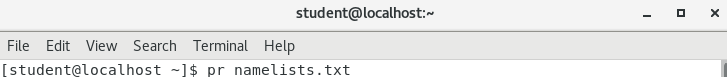 student@localhost:~
File Edit View Search Terminal Help
[student@localhost ~]$ pr namelists.txt